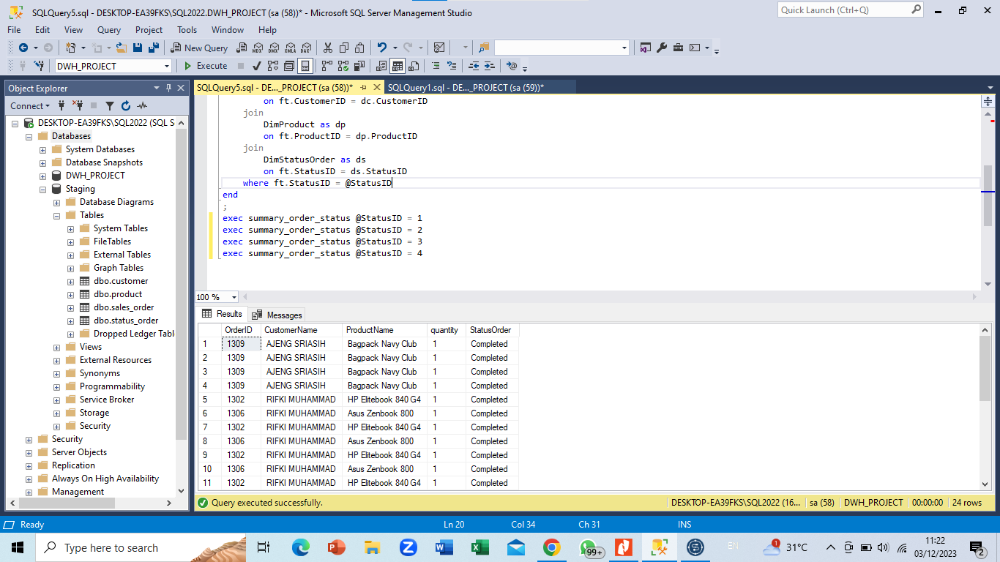 SQLQuery5.sql - DESKTOP-EA39FKS\SQL2022.DWH_PROJECT (sa (58))* - Microsoft SQL Server Management Studio
Quick Launch (Ctrl+Q)
File Edit View Query Project Tools Window Help
New Query MDX DMX XMLA DAX
DWH_PROJECT Execute
Object Explorer
SQLQuery5.sql - DE..._PROJECT (sa (58))* SQLQuery1.sql - DE..._PROJECT (sa (59))*
Connect
DESKTOP-EA39FKS\SQL2022 (SQL S
Databases
System Databases
Database Snapshots
DWH_PROJECT
Staging
Database Diagrams
Tables
System Tables
FileTables
External Tables
Graph Tables
dbo.customer
dbo.product
dbo.sales_order
dbo.status_order
Dropped Ledger Tabl
Views
External Resources
Synonyms
Programmability
Service Broker
Storage
Security
Security
Server Objects
Replication
Always On High Availability
Management
on ft.CustomerID = dc.CustomerID
join
DimProduct as dp
on ft.ProductID = dp.ProductID
join
DimStatusOrder as ds
on ft.StatusID = ds.StatusID
where ft.StatusID = @StatusID
end
;
exec summary_order_status @StatusID = 1
exec summary_order_status @StatusID = 2
exec summary_order_status @StatusID = 3
exec summary_order_status @StatusID = 4
100 %
Results Messages
OrderID CustomerName ProductName quantity StatusOrder
1 1309 AJENG SRIASIH Bagpack Navy Club 1 Completed
2 1309 AJENG SRIASIH Bagpack Navy Club 1 Completed
3 1309 AJENG SRIASIH Bagpack Navy Club 1 Completed
4 1309 AJENG SRIASIH Bagpack Navy Club 1 Completed
5 1302 RIFKI MUHAMMAD HP Elitebook 840 G4 1 Completed
6 1306 RIFKI MUHAMMAD Asus Zenbook 800 1 Completed
7 1302 RIFKI MUHAMMAD HP Elitebook 840 G4 1 Completed
8 1306 RIFKI MUHAMMAD Asus Zenbook 800 1 Completed
9 1302 RIFKI MUHAMMAD HP Elitebook 840 G4 1 Completed
10 1306 RIFKI MUHAMMAD Asus Zenbook 800 1 Completed
11 1302 RIFKI MUHAMMAD HP Elitebook 840 G4 1 Completed
Query executed successfully. DESKTOP-EA39FKS\SQL2022 (16... sa (58) DWH_PROJECT 00:00:00 24 rows
Ready Ln 20 Col 34 Ch 31 INS
Type here to search
99+
EN
1
31°C
11:22
03/12/2023
2